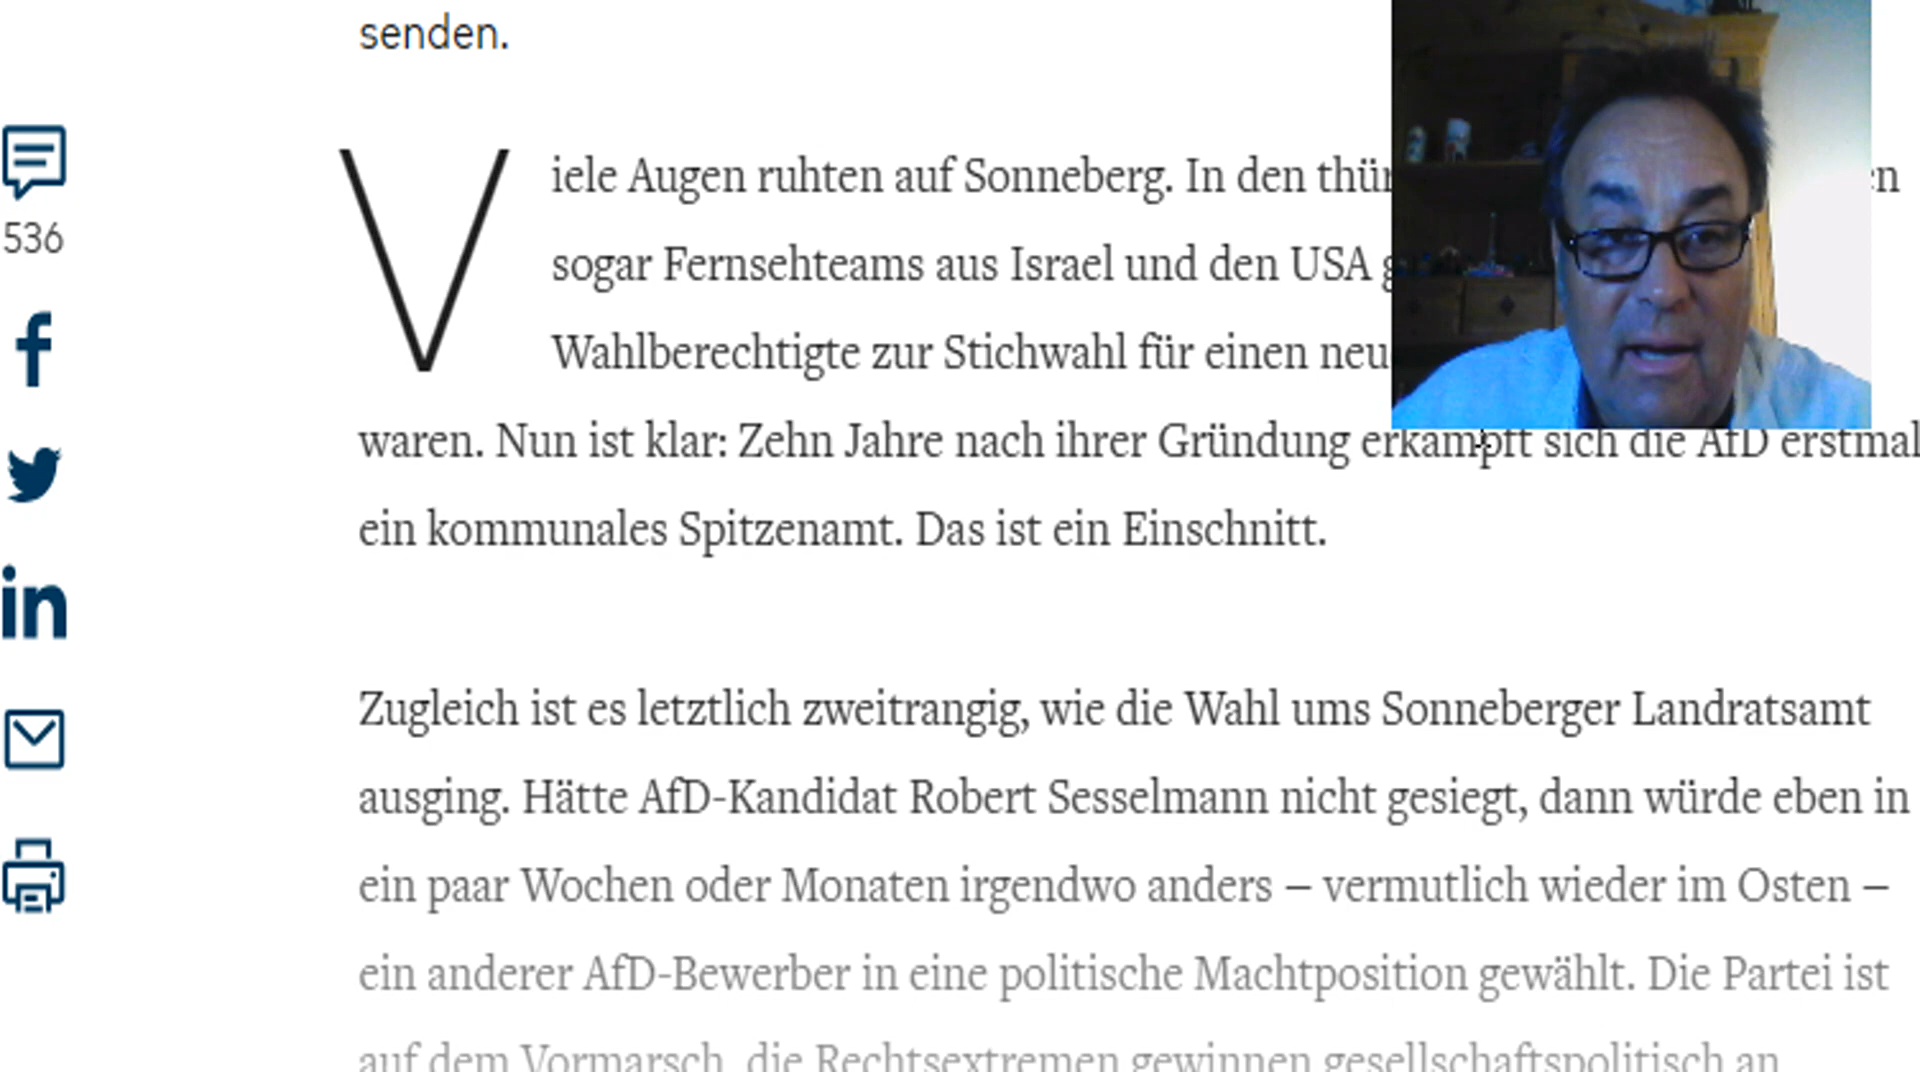 senden.
536
Viele Augen ruhten auf Sonneberg. In den
sogar Fernsehteams aus Israel und den USA
Wahlberechtigte zur Stichwahl für einen
waren. Nun ist klar: Zehn Jahre nach ihrer Gründung erkämpft sich die AfD erstmal
ein kommunales Spitzenamt. Das ist ein Einschnitt.
Zugleich ist es letztlich zweitrangig, wie die Wahl ums Sonneberger Landratsamt
ausging. Hätte AfD-Kandidat Robert Sesselmann nicht gesiegt, dann würde eben in
ein paar Wochen oder Monaten irgendwo anders – vermutlich wieder im Osten –
ein anderer AfD-Bewerber in eine politische Machtposition gewählt. Die Partei ist
auf dem Vormarsch, die Rechtsextremen gewinnen gesellschaftspolitisch an